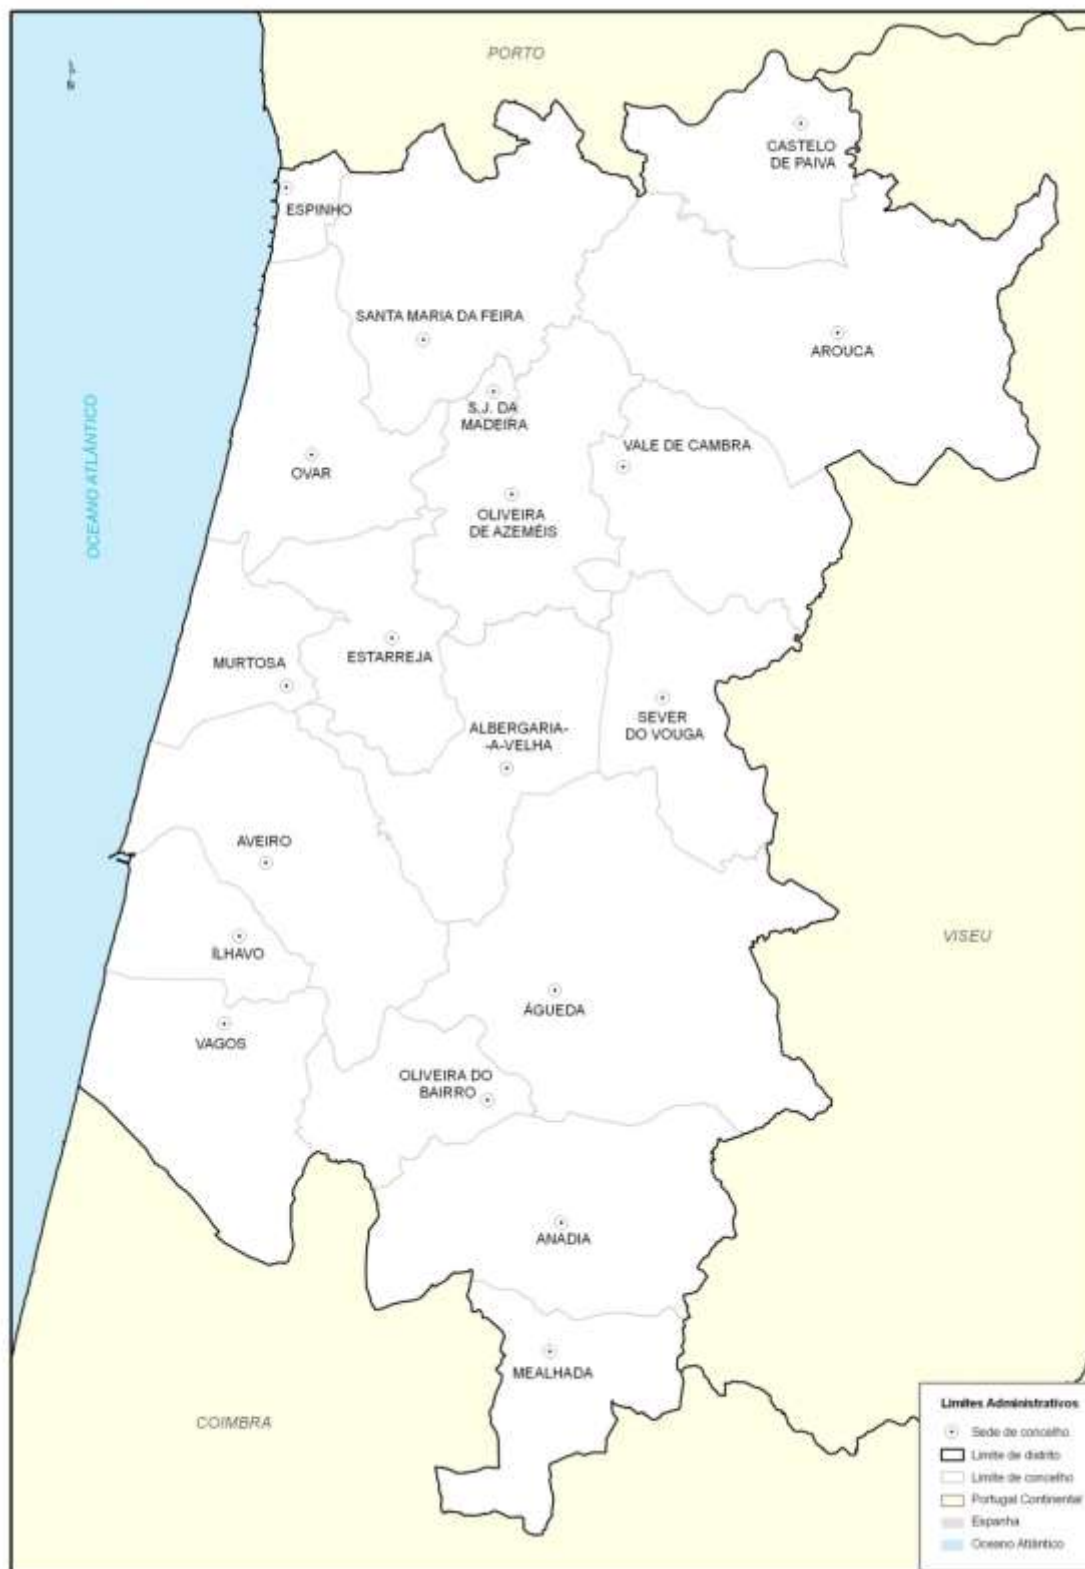 PORTO
CASTELO
DE PAIVA
ESPINHO
SANTA MARIA DA FEIRA
AROUCA
S.J. DA
MADEIRA
VALE DE CAMBRA
OCEANO ATLÂNTICO
OVAR
OLIVEIRA
DE AZEMÉIS
MURTOSA
ESTARREJA
ALBERGARIA-
-A-VELHA
SEVER
DO VOUGA
AVEIRO
VISEU
ÍLHAVO
ÁGUEDA
VAGOS
OLIVEIRA DO
BAIRRO
ANADIA
MEALHADA
COIMBRA
Limites Administrativos
Sede de concelho
Limite de distrito
Limite de concelho
Portugal Continental
Espanha
Oceano Atlântico